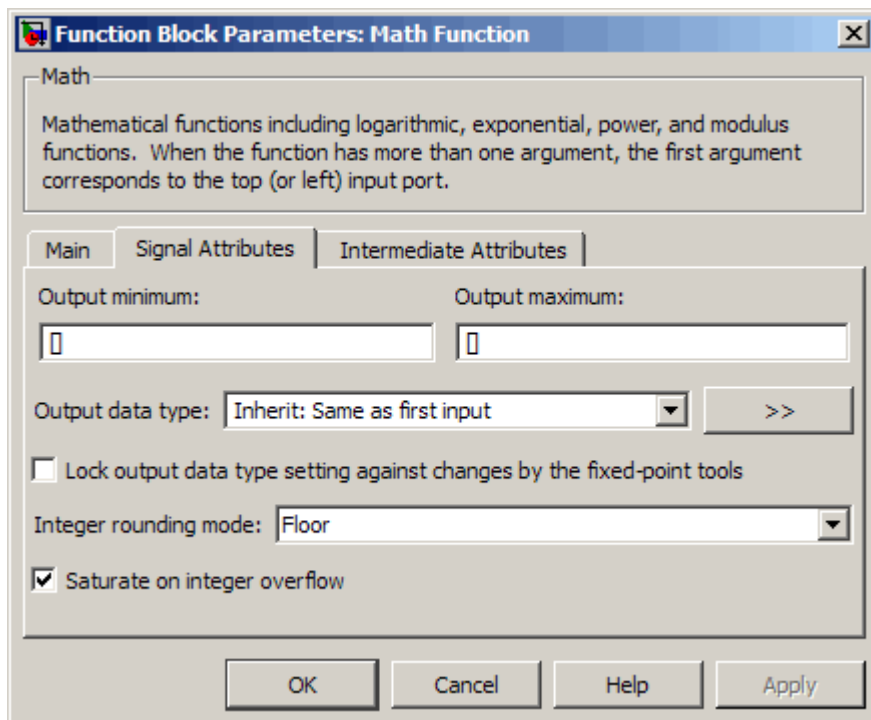 Function Block Parameters: Math Function
Math
Mathematical functions including logarithmic, exponential, power, and modulus
functions. When the function has more than one argument, the first argument
corresponds to the top (or left) input port.
Main Signal Attributes Intermediate Attributes
Output minimum: Output maximum:
[] []
Output data type: Inherit: Same as first input >>
Lock output data type setting against changes by the fixed-point tools
Integer rounding mode: Floor
Saturate on integer overflow
OK Cancel Help Apply